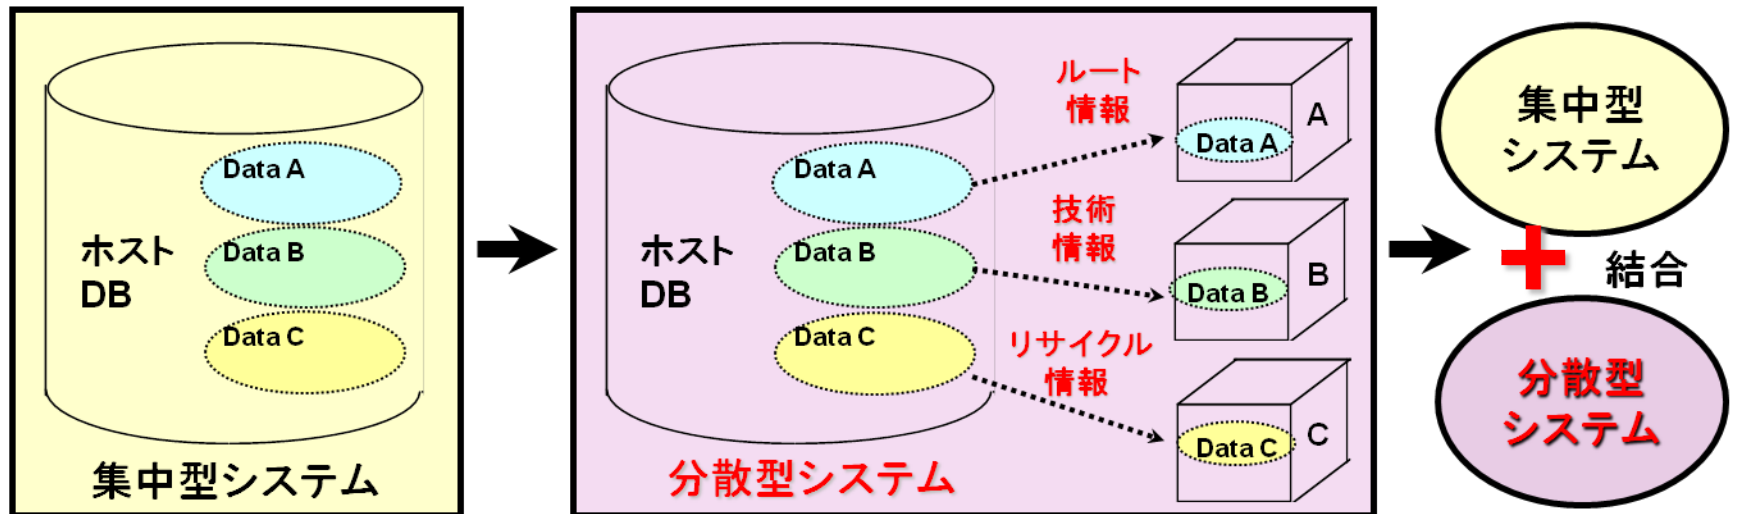 Data A
Data B
Data C
ホスト
DB
集中型システム
Data A
Data B
Data C
ホスト
DB
ルート
情報
技術
情報
リサイクル
情報
Data A
A
Data B
B
Data C
C
分散型システム
集中型
システム
結合
分散型
システム